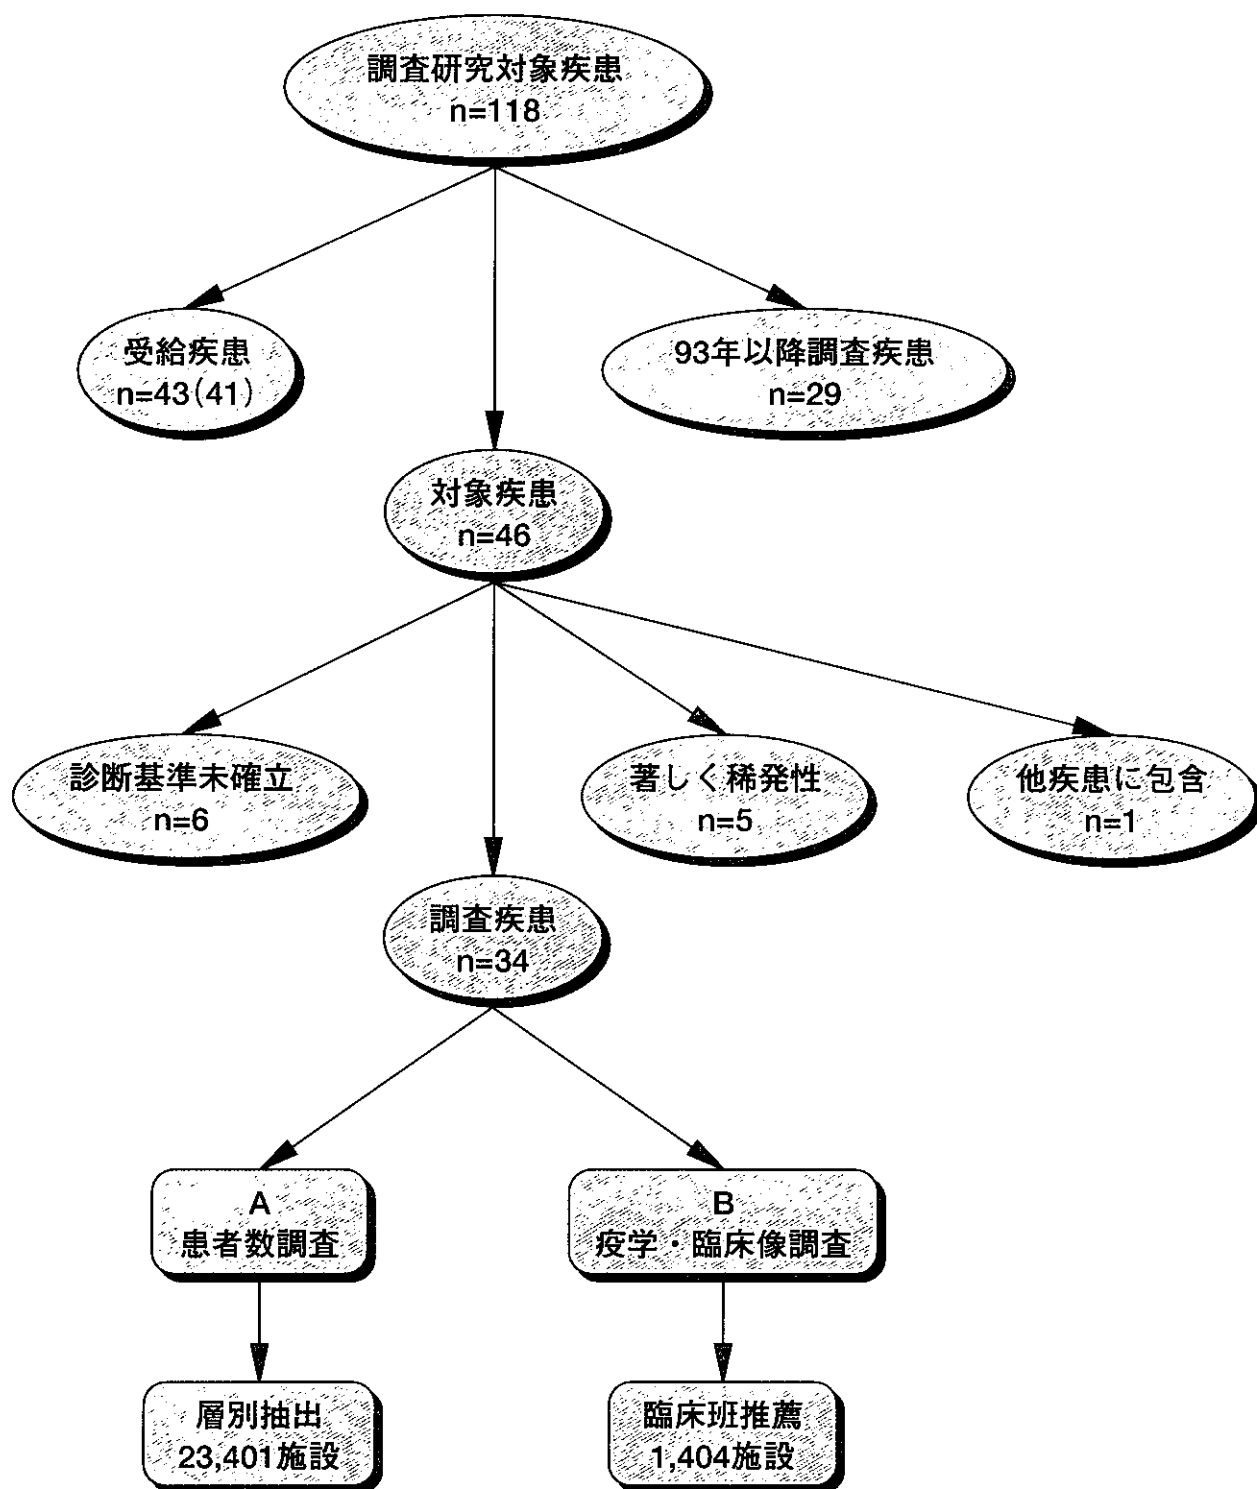 調査研究対象疾患
n=118
受給疾患
n=43(41)
93年以降調査疾患
n=29
対象疾患
n=46
診断基準未確立
n=6
著しく稀発性
n=5
他疾患に包含
n=1
調査疾患
n=34
A
患者数調査
B
疫学・臨床像調査
層別抽出
23,401施設
臨床班推薦
1,404施設